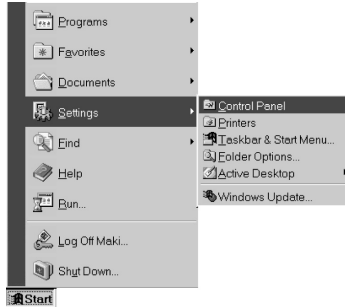 Programs
Favorites
Documents
Settings
Find
Help
Run...
Log Off Maki...
Shut Down...
Start
Control Panel
Printers
Taskbar & Start Menu...
Folder Options...
Active Desktop
Windows Update...